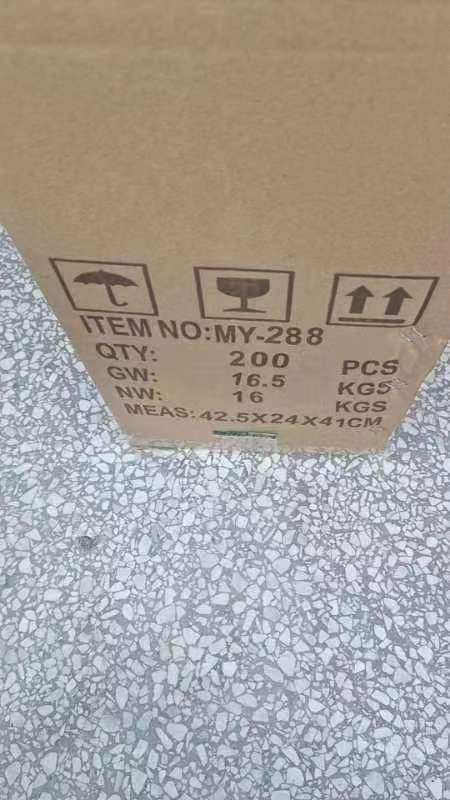 ITEM NO:MY-288
QTY: 200 PCS
GW: 16.5 KGS
NW: 16 KGS
MEAS:42.5X24X41CM